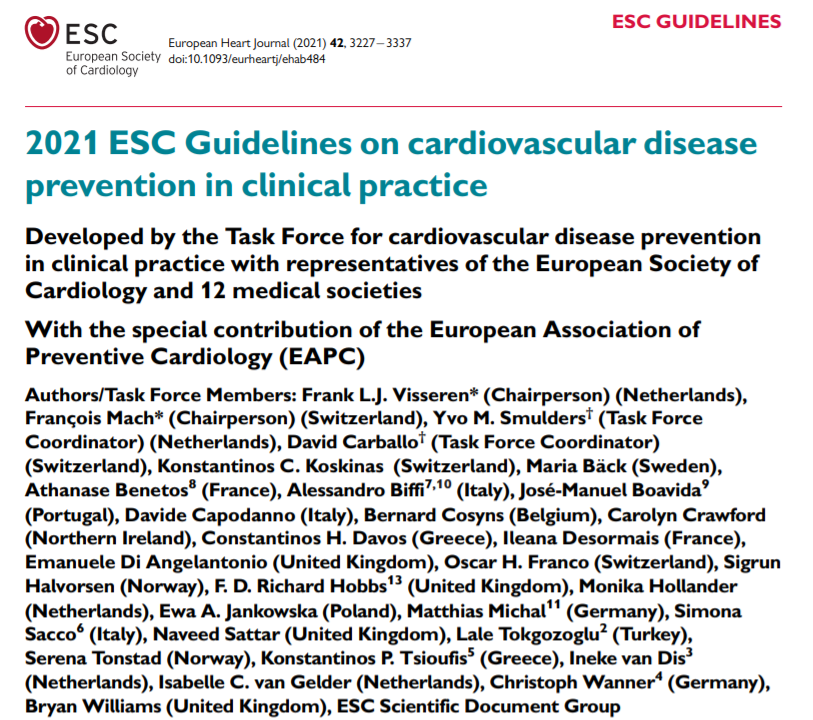 ESC
European Society
of Cardiology
European Heart Journal (2021) 42, 3227–3337
doi:10.1093/eurheartj/ehab484
ESC GUIDELINES
2021 ESC Guidelines on cardiovascular disease
prevention in clinical practice
Developed by the Task Force for cardiovascular disease prevention
in clinical practice with representatives of the European Society of
Cardiology and 12 medical societies
With the special contribution of the European Association of
Preventive Cardiology (EAPC)
Authors/Task Force Members: Frank L.J. Visseren* (Chairperson) (Netherlands),
François Mach* (Chairperson) (Switzerland), Yvo M. Smulders† (Task Force
Coordinator) (Netherlands), David Carballo† (Task Force Coordinator)
(Switzerland), Konstantinos C. Koskinas (Switzerland), Maria Bäck (Sweden),
Athanase Benetos⁸ (France), Alessandro Biffi⁷,¹⁰ (Italy), José-Manuel Boavida⁹
(Portugal), Davide Capodanno (Italy), Bernard Cosyns (Belgium), Carolyn Crawford
(Northern Ireland), Constantinos H. Davos (Greece), Ileana Desormais (France),
Emanuele Di Angelantonio (United Kingdom), Oscar H. Franco (Switzerland), Sigrun
Halvorsen (Norway), F. D. Richard Hobbs¹³ (United Kingdom), Monika Hollander
(Netherlands), Ewa A. Jankowska (Poland), Matthias Michal¹¹ (Germany), Simona
Sacco⁶ (Italy), Naveed Sattar (United Kingdom), Lale Tokgozoglu² (Turkey),
Serena Tonstad (Norway), Konstantinos P. Tsioufis⁵ (Greece), Ineke van Dis³
(Netherlands), Isabelle C. van Gelder (Netherlands), Christoph Wanner⁴ (Germany),
Bryan Williams (United Kingdom), ESC Scientific Document Group